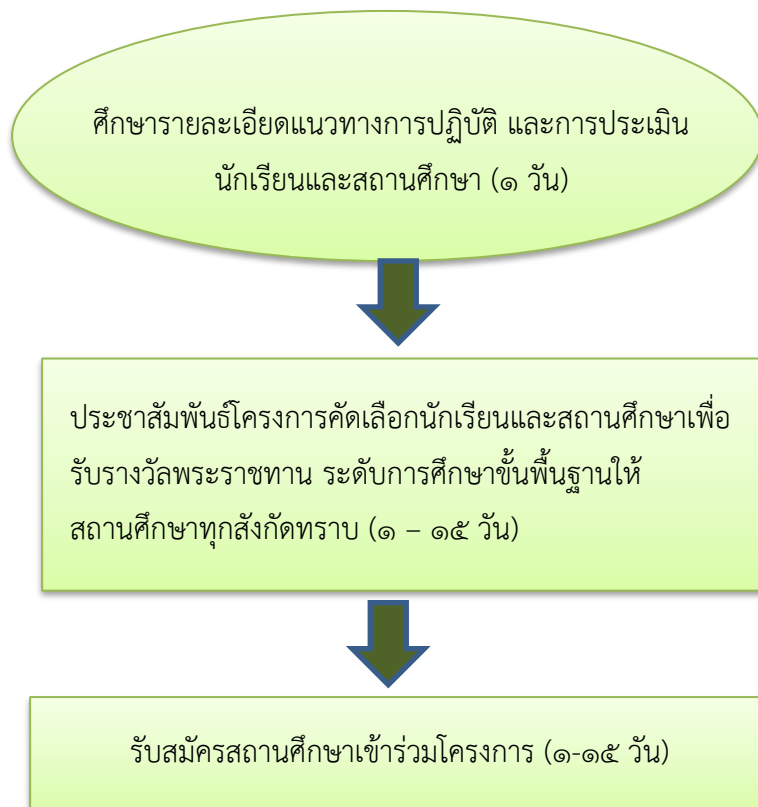 ศึกษารายละเอียดแนวทางการปฏิบัติ และการประเมิน
นักเรียนและสถานศึกษา (๑ วัน)
ประชาสัมพันธ์โครงการคัดเลือกนักเรียนและสถานศึกษาเพื่อ
รับรางวัลพระราชทาน ระดับการศึกษาขั้นพื้นฐานให้
สถานศึกษาทุกสังกัดทราบ (๑ – ๑๕ วัน)
รับสมัครสถานศึกษาเข้าร่วมโครงการ (๑-๑๕ วัน)